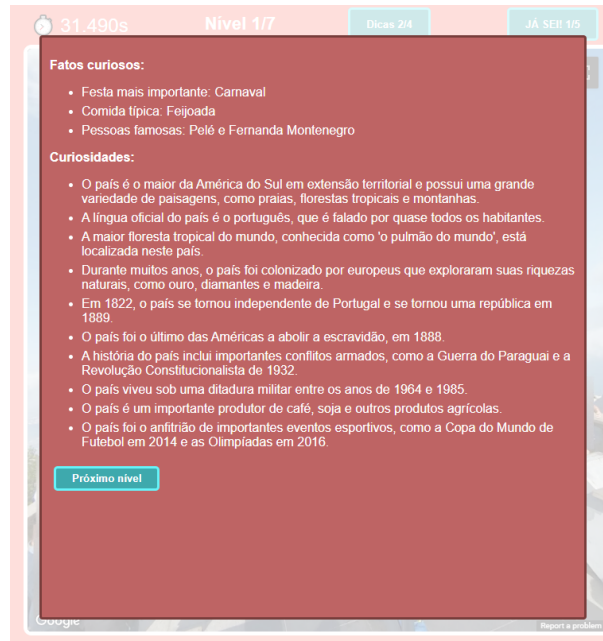 31.490s Nível 1/7 Dicas 2/4 JÁ SEI! 1/5
Fatos curiosos:
Festa mais importante: Carnaval
Comida típica: Feijoada
Pessoas famosas: Pelé e Fernanda Montenegro
Curiosidades:
O país é o maior da América do Sul em extensão territorial e possui uma grande
variedade de paisagens, como praias, florestas tropicais e montanhas.
A língua oficial do país é o português, que é falado por quase todos os habitantes.
A maior floresta tropical do mundo, conhecida como 'o pulmão do mundo', está
localizada neste país.
Durante muitos anos, o país foi colonizado por europeus que exploraram suas riquezas
naturais, como ouro, diamantes e madeira.
Em 1822, o país se tornou independente de Portugal e se tornou uma república em
1889.
O país foi o último das Américas a abolir a escravidão, em 1888.
A história do país inclui importantes conflitos armados, como a Guerra do Paraguai e a
Revolução Constitucionalista de 1932.
O país viveu sob uma ditadura militar entre os anos de 1964 e 1985.
O país é um importante produtor de café, soja e outros produtos agrícolas.
O país foi o anfitrião de importantes eventos esportivos, como a Copa do Mundo de
Futebol em 2014 e as Olimpíadas em 2016.
Próximo nível
Google Report a problem